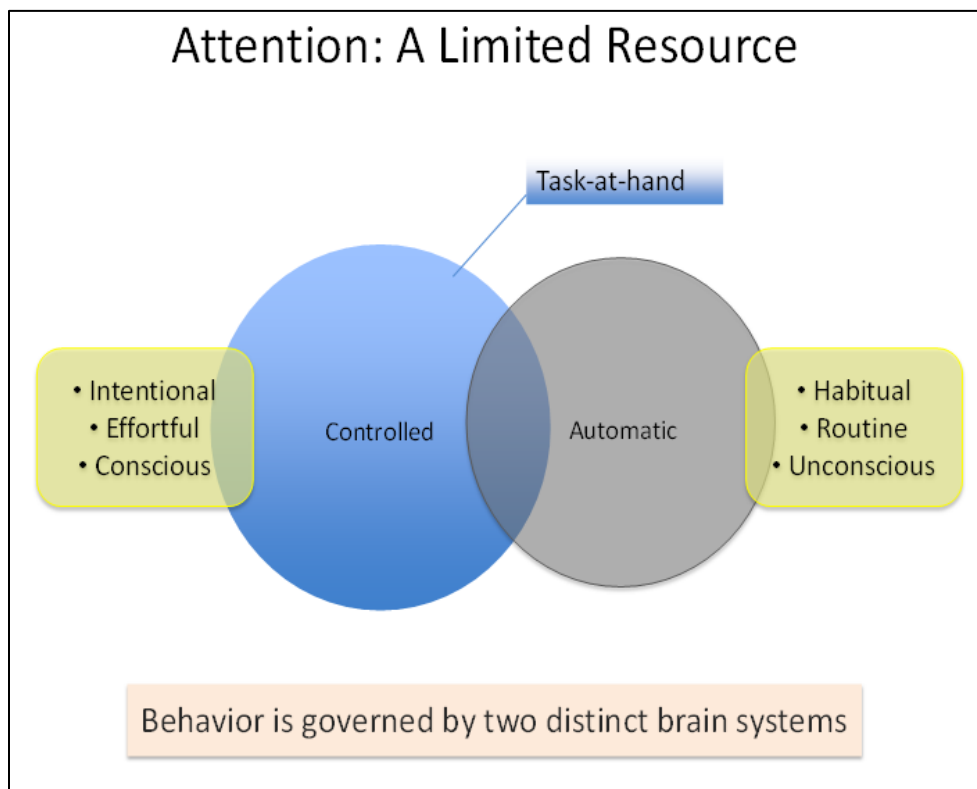 Attention: A Limited Resource
Task-at-hand
• Intentional
• Effortful
• Conscious
Controlled
Automatic
• Habitual
• Routine
• Unconscious
Behavior is governed by two distinct brain systems